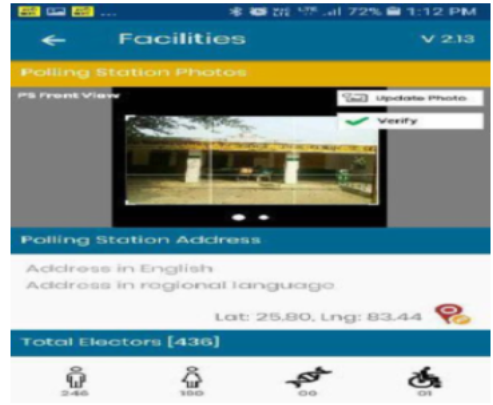 72% 1:12 PM
← Facilities V 2.13
Polling Station Photos
PS Front View
Update Photo
Verify
Polling Station Address
Address in English
Address in regional language
Lat: 25.80, Lng: 83.44
Total Electors [436]
246 190 00 01